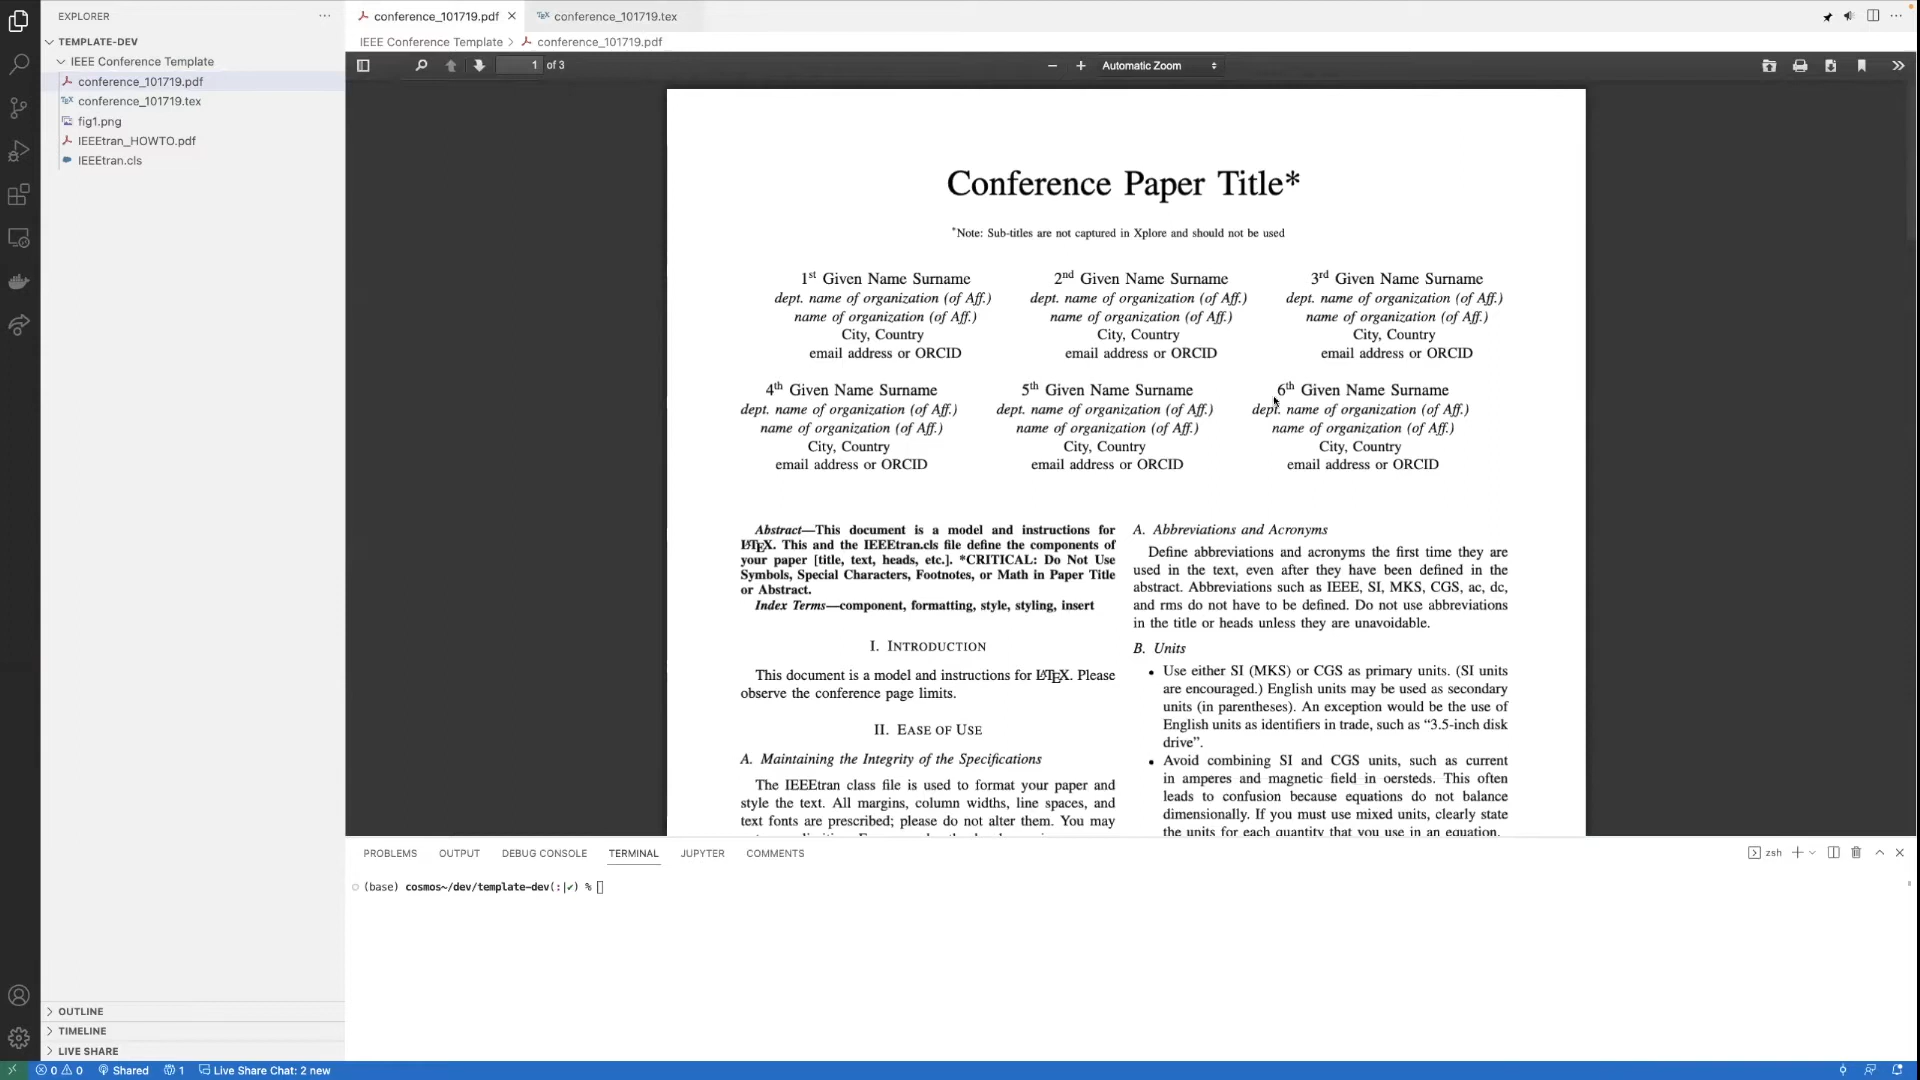 EXPLORER
TEMPLATE-DEV
IEEE Conference Template
conference_101719.pdf
conference_101719.tex
fig1.png
IEEEtran_HOWTO.pdf
IEEEtran.cls
OUTLINE
TIMELINE
LIVE SHARE
conference_101719.pdf
conference_101719.tex
IEEE Conference Template > conference_101719.pdf
1 of 3
Automatic Zoom
Conference Paper Title*
*Note: Sub-titles are not captured in Xplore and should not be used
1st Given Name Surname
dept. name of organization (of Aff.)
name of organization (of Aff.)
City, Country
email address or ORCID
2nd Given Name Surname
dept. name of organization (of Aff.)
name of organization (of Aff.)
City, Country
email address or ORCID
3rd Given Name Surname
dept. name of organization (of Aff.)
name of organization (of Aff.)
City, Country
email address or ORCID
4th Given Name Surname
dept. name of organization (of Aff.)
name of organization (of Aff.)
City, Country
email address or ORCID
5th Given Name Surname
dept. name of organization (of Aff.)
name of organization (of Aff.)
City, Country
email address or ORCID
6th Given Name Surname
dept. name of organization (of Aff.)
name of organization (of Aff.)
City, Country
email address or ORCID
Abstract—This document is a model and instructions for
LATEX. This and the IEEEtran.cls file define the components of
your paper [title, text, heads, etc.]. *CRITICAL: Do Not Use
Symbols, Special Characters, Footnotes, or Math in Paper Title
or Abstract.
Index Terms—component, formatting, style, styling, insert
I. INTRODUCTION
This document is a model and instructions for LATEX. Please
observe the conference page limits.
II. EASE OF USE
A. Maintaining the Integrity of the Specifications
The IEEEtran class file is used to format your paper and
style the text. All margins, column widths, line spaces, and
text fonts are prescribed; please do not alter them. You may
A. Abbreviations and Acronyms
Define abbreviations and acronyms the first time they are
used in the text, even after they have been defined in the
abstract. Abbreviations such as IEEE, SI, MKS, CGS, ac, dc,
and rms do not have to be defined. Do not use abbreviations
in the title or heads unless they are unavoidable.
B. Units
• Use either SI (MKS) or CGS as primary units. (SI units
are encouraged.) English units may be used as secondary
units (in parentheses). An exception would be the use of
English units as identifiers in trade, such as “3.5-inch disk
drive”.
• Avoid combining SI and CGS units, such as current
in amperes and magnetic field in oersteds. This often
leads to confusion because equations do not balance
dimensionally. If you must use mixed units, clearly state
the units for each quantity that you use in an equation.
PROBLEMS OUTPUT DEBUG CONSOLE TERMINAL JUPYTER COMMENTS
zsh
(base) cosmos~/dev/template-dev(:|✔) %
0 0 Shared 1 Live Share Chat: 2 new